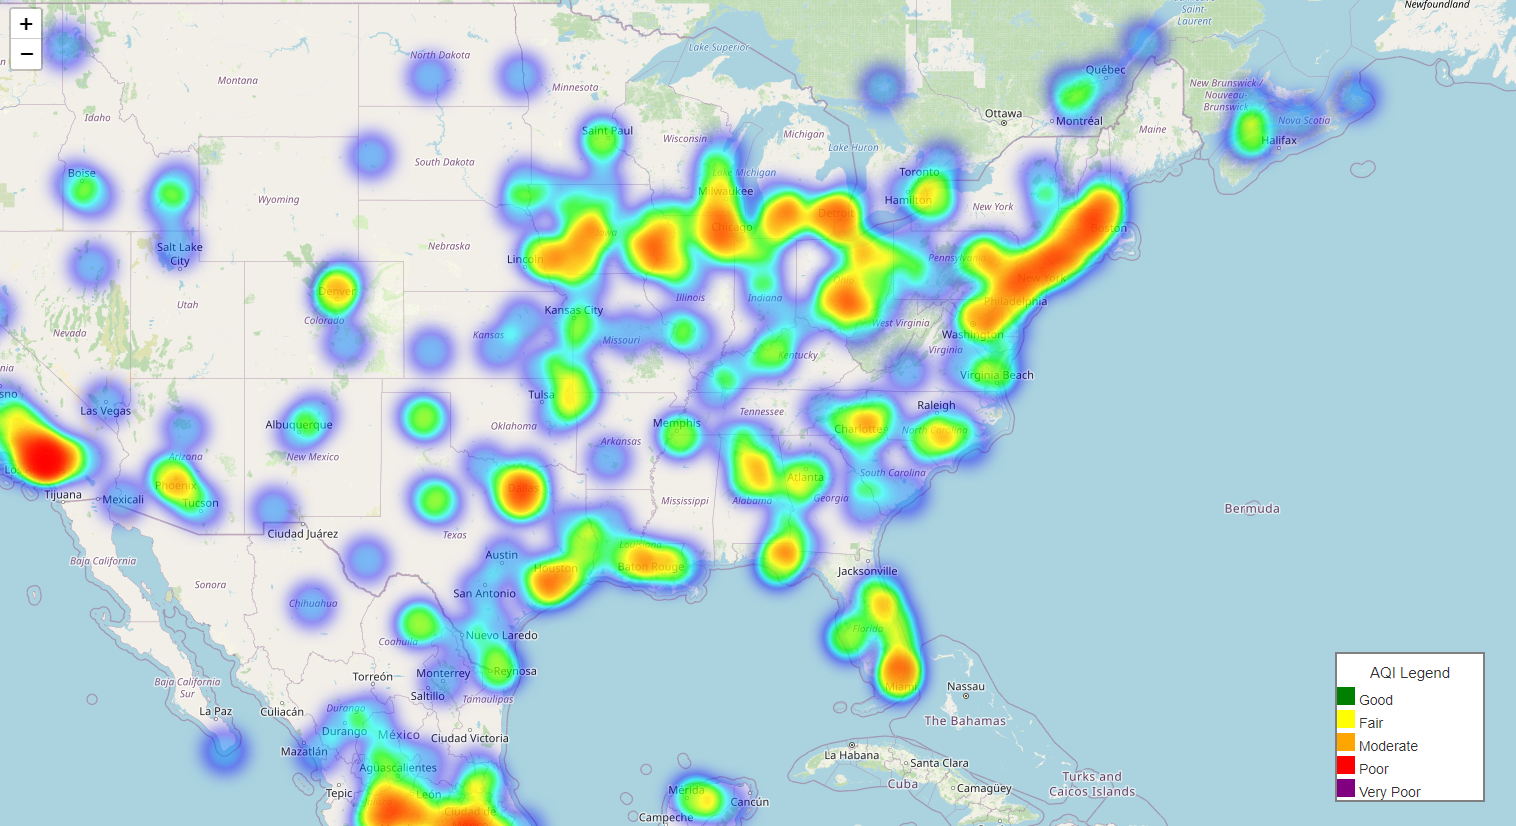 +
−
Lake Superior
Saint-
Laurent
Newfoundland
North Dakota
Montana
Minnesota
Québec
New Brunswick /
Nouveau-
Brunswick
Idaho
Ottawa
Montréal
Nova Scotia
Saint Paul
Wisconsin
Michigan
Maine
Halifax
Lake Huron
South Dakota
Boise
Lake Michigan
Toronto
Milwaukee
Hamilton
Wyoming
New York
Detroit
Chicago
Boston
Iowa
Salt Lake
City
Nebraska
Lincoln
Pennsylvania
New York
Ohio
Denver
Utah
Illinois
Indiana
Philadelphia
Colorado
Kansas City
West Virginia
Nevada
Kansas
Missouri
Washington
Virginia
Kentucky
Virginia Beach
Tulsa
Las Vegas
Raleigh
Tennessee
Albuquerque
Memphis
Oklahoma
Charlotte
North Carolina
Arkansas
Arizona
New Mexico
South Carolina
Phoenix
Atlanta
Dallas
Tijuana
Mexicali
Tucson
Mississippi
Alabama
Georgia
Bermuda
Ciudad Juárez
Texas
Louisiana
Austin
Baja California
Houston
Baton Rouge
Jacksonville
Sonora
San Antonio
Chihuahua
Florida
Nuevo Laredo
Coahuila
Monterrey
Reynosa
Torreón
Baja California
Sur
Saltillo
Tamaulipas
Miami
Nassau
La Paz
Culiacán
Durango
The Bahamas
Durango
México
Ciudad Victoria
Mazatlán
La Habana
Santa Clara
Aguascalientes
Cuba
Turks and
Caicos Islands
Tepic
León
Mérida
Cancún
Camagüey
Ciudad de
Campeche
AQI Legend
Good
Fair
Moderate
Poor
Very Poor